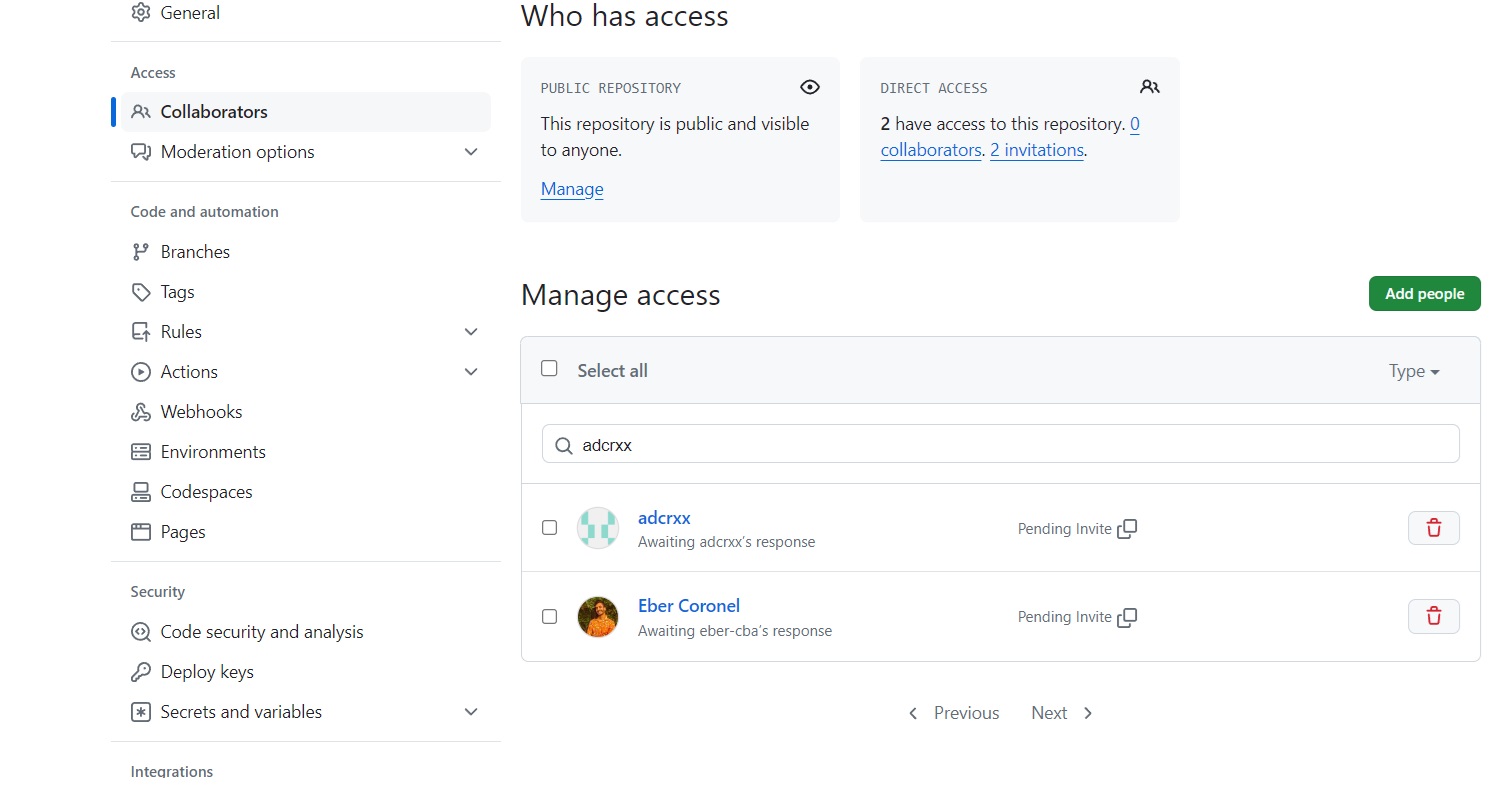 General
Access
Collaborators
Moderation options
Code and automation
Branches
Tags
Rules
Actions
Webhooks
Environments
Codespaces
Pages
Security
Code security and analysis
Deploy keys
Secrets and variables
Integrations
Who has access
PUBLIC REPOSITORY
This repository is public and visible
to anyone.
Manage
DIRECT ACCESS
2 have access to this repository. 0
collaborators. 2 invitations.
Manage access
Add people
Select all
Type
adcrxx
adcrxx
Awaiting adcrxx’s response
Pending Invite
Eber Coronel
Awaiting eber-cba’s response
Pending Invite
Previous
Next